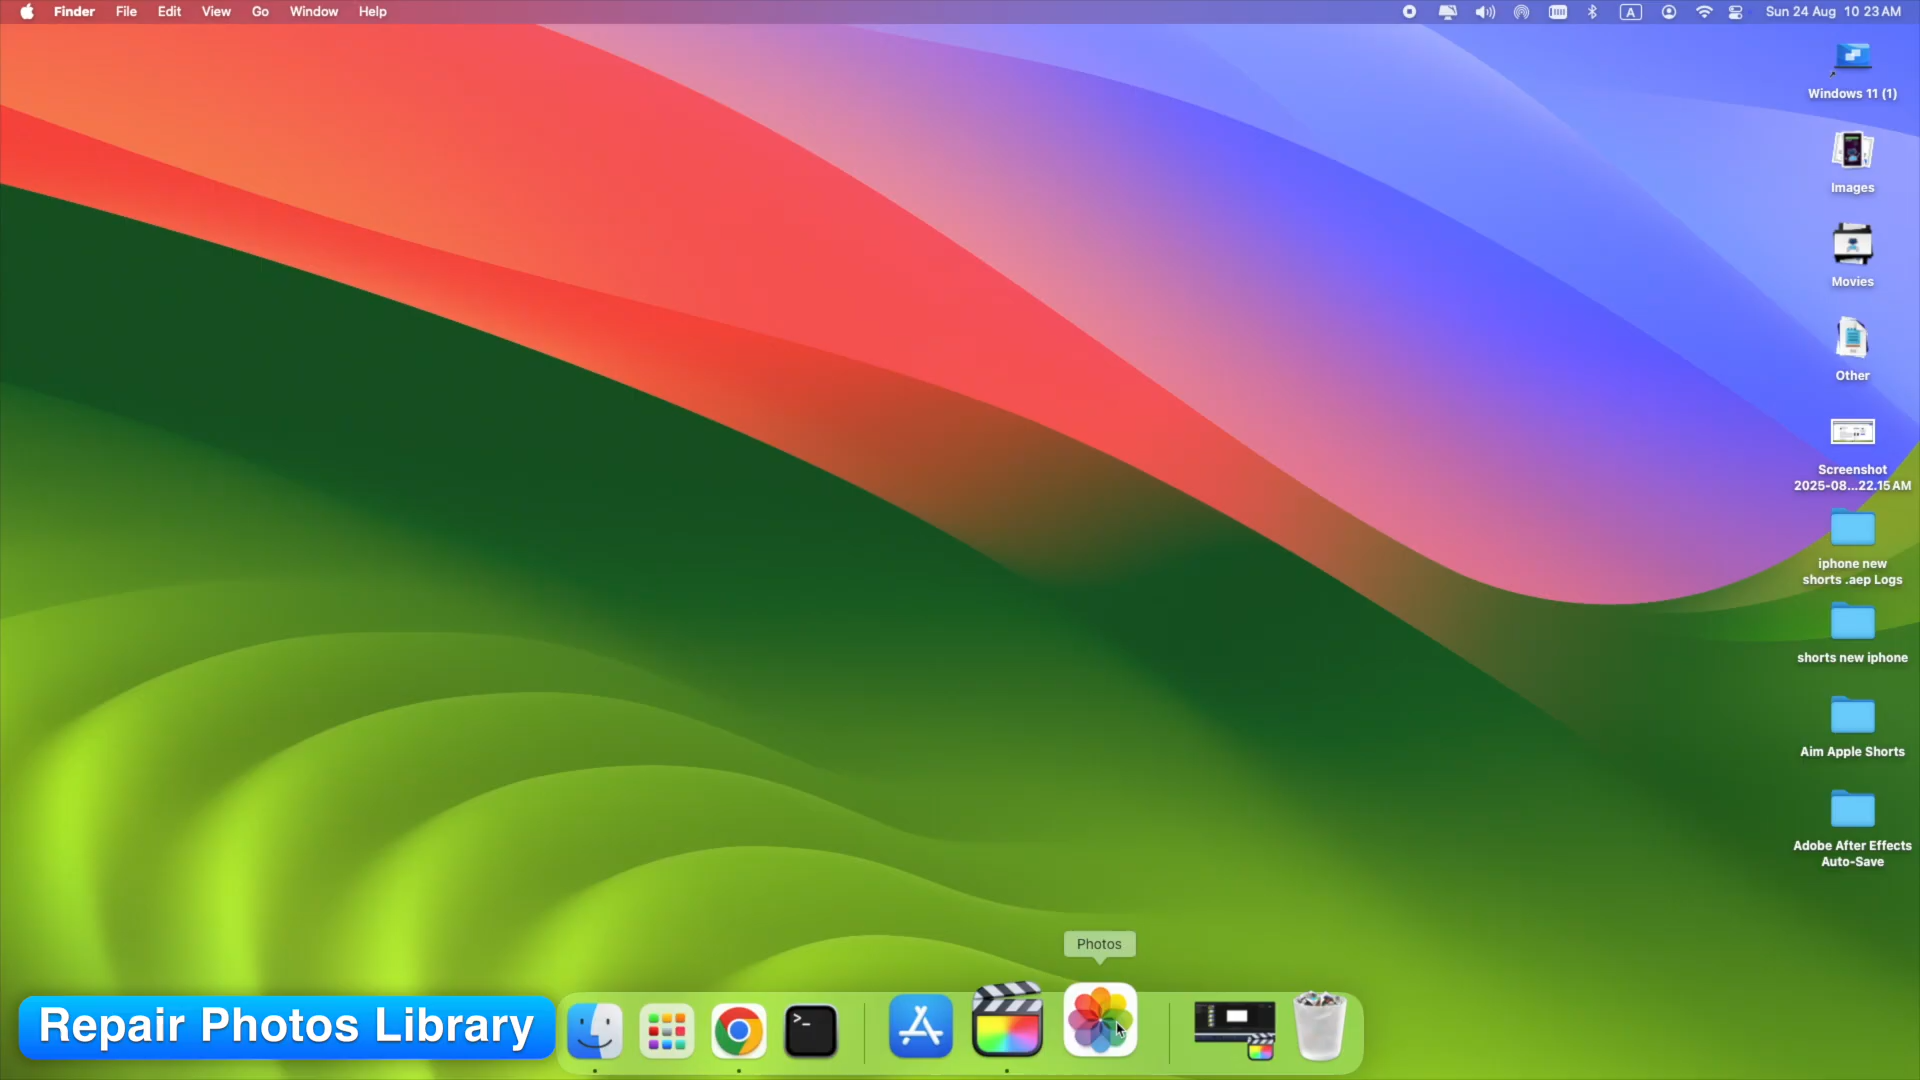 Finder File Edit View Go Window Help
A Sun 24 Aug 10 23 AM
Windows 11 (1)
Images
Movies
Other
Screenshot
2025-08...22.15 AM
iphone new
shorts .aep Logs
shorts new iphone
Aim Apple Shorts
Adobe After Effects
Auto-Save
Photos
Repair Photos Library
>_